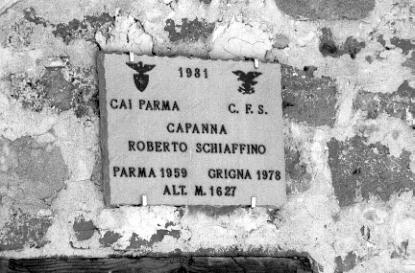 1981
CAI PARMA C. F. S.
CAPANNA
ROBERTO SCHIAFFINO
PARMA 1959 GRIGNA 1978
ALT. M. 1627